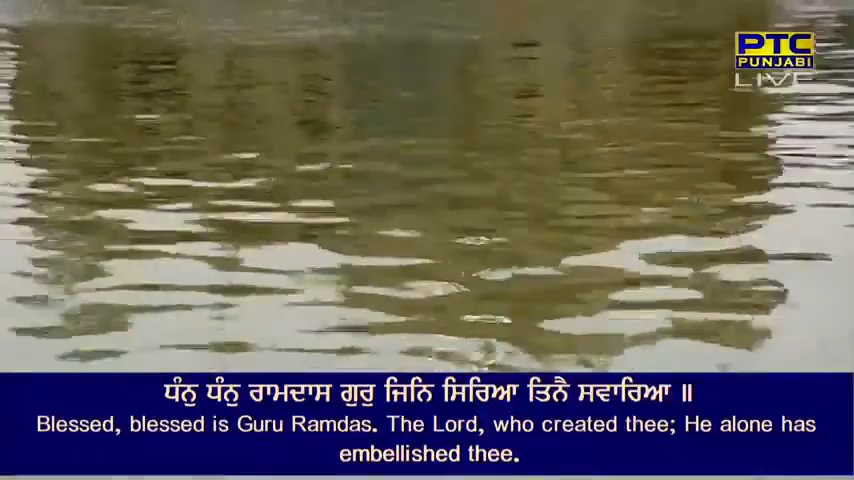 PTC
PUNJABI
LIVE
ਧੰਨੁ ਧੰਨੁ ਰਾਮਦਾਸ ਗੁਰੁ ਜਿਨਿ ਸਿਰਿਆ ਤਿਨੈ ਸਵਾਰਿਆ ॥
Blessed, blessed is Guru Ramdas. The Lord, who created thee; He alone has
embellished thee.